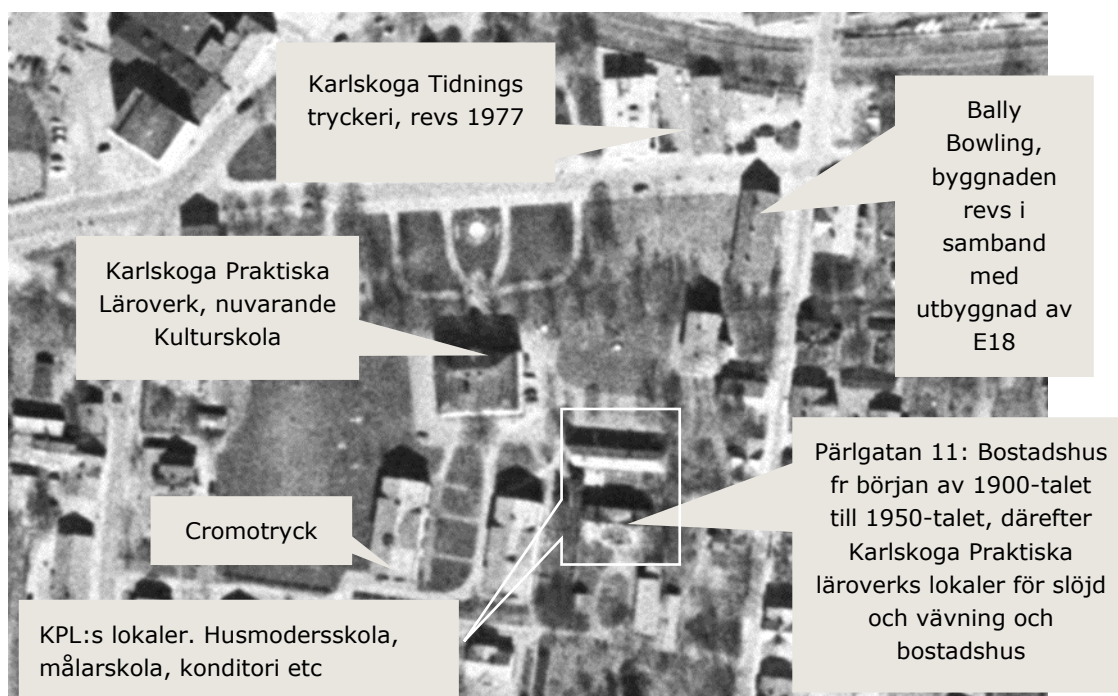 Karlskoga Tidnings
tryckeri, revs 1977
Bally
Bowling,
byggnaden
revs i
samband
med
utbyggnad av
E18
Karlskoga Praktiska
Läroverk, nuvarande
Kulturskola
Cromotryck
Pärlgatan 11: Bostadshus
fr början av 1900-talet
till 1950-talet, därefter
Karlskoga Praktiska
läroverks lokaler för slöjd
och vävning och
bostadshus
KPL:s lokaler. Husmodersskola,
målarskola, konditori etc